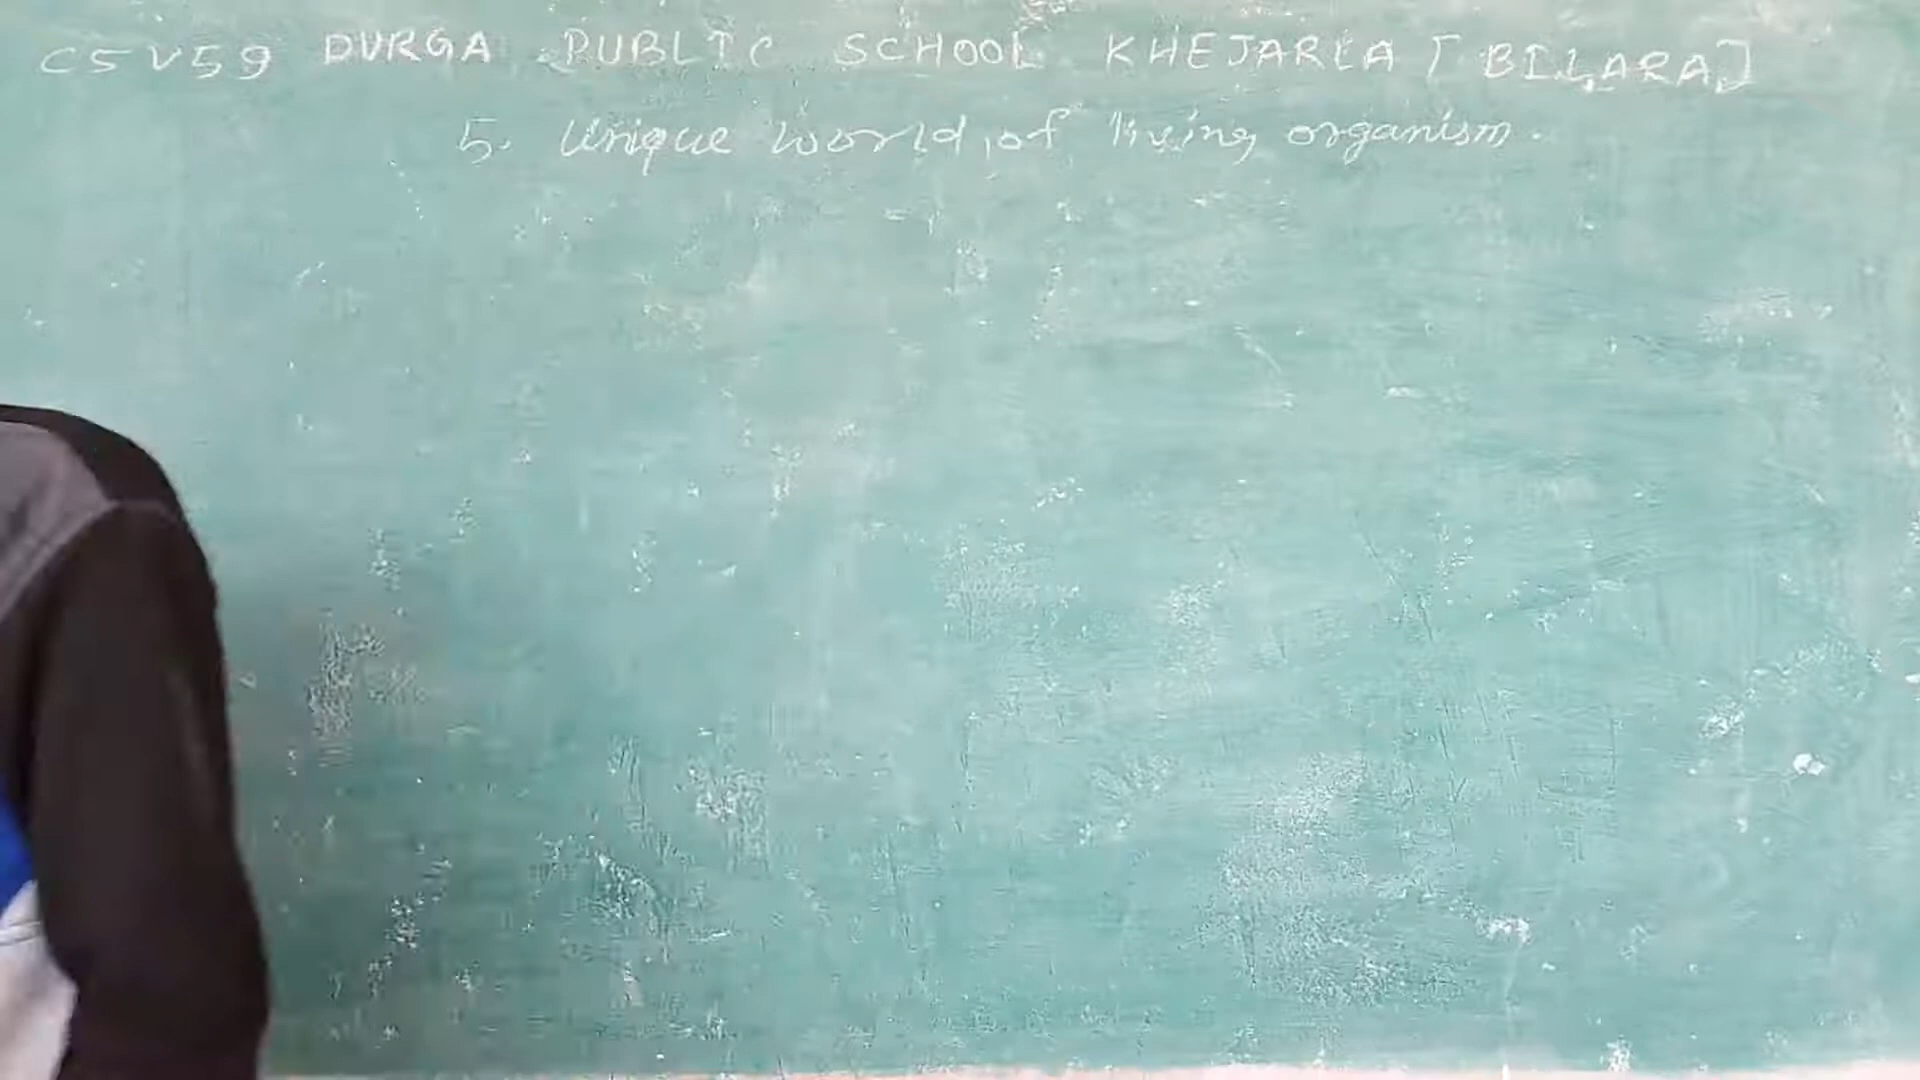 C5V59 DURGA PUBLIC SCHOOL KHEJARLA [BILARA]
5. Unique world of living organism.